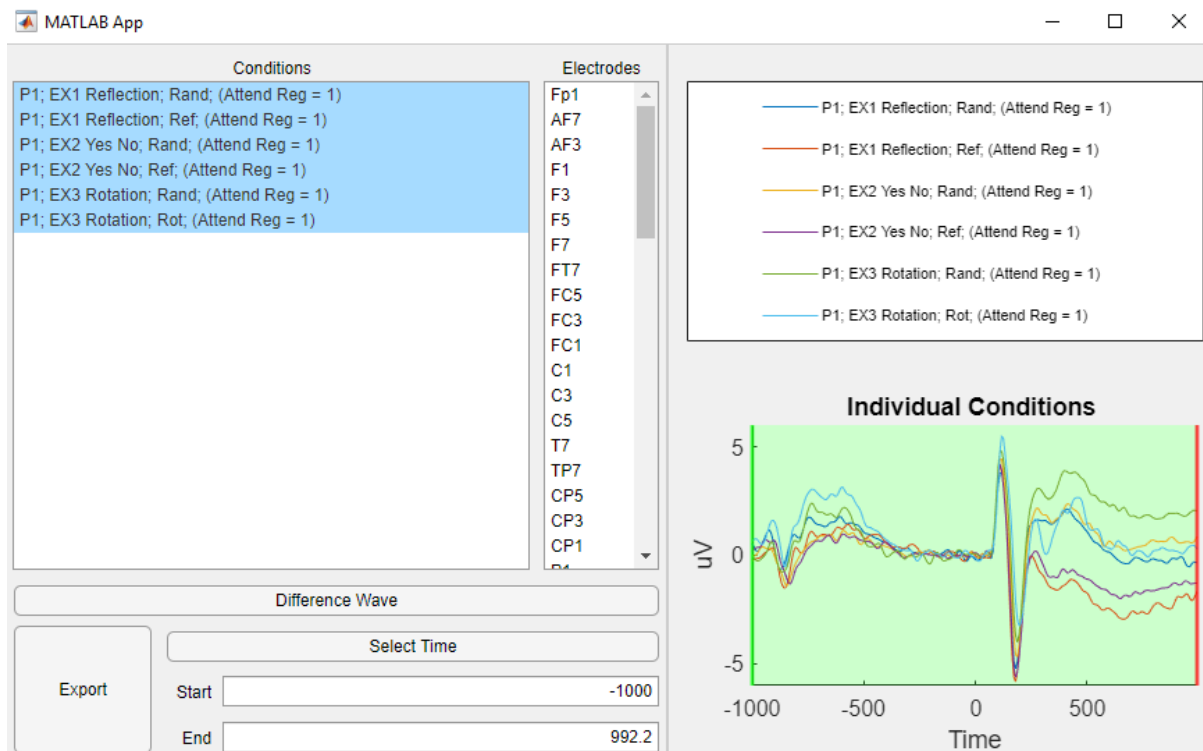 MATLAB App
Conditions
P1; EX1 Reflection; Rand; (Attend Reg = 1)
P1; EX1 Reflection; Ref; (Attend Reg = 1)
P1; EX2 Yes No; Rand; (Attend Reg = 1)
P1; EX2 Yes No; Ref; (Attend Reg = 1)
P1; EX3 Rotation; Rand; (Attend Reg = 1)
P1; EX3 Rotation; Rot; (Attend Reg = 1)
Electrodes
Fp1
AF7
AF3
F1
F3
F5
F7
FT7
FC5
FC3
FC1
C1
C3
C5
T7
TP7
CP5
CP3
CP1
Difference Wave
Export
Select Time
Start
-1000
End
992.2
P1; EX1 Reflection; Rand; (Attend Reg = 1)
P1; EX1 Reflection; Ref; (Attend Reg = 1)
P1; EX2 Yes No; Rand; (Attend Reg = 1)
P1; EX2 Yes No; Ref; (Attend Reg = 1)
P1; EX3 Rotation; Rand; (Attend Reg = 1)
P1; EX3 Rotation; Rot; (Attend Reg = 1)
Individual Conditions
uV
5
0
-5
-1000
-500
0
500
Time